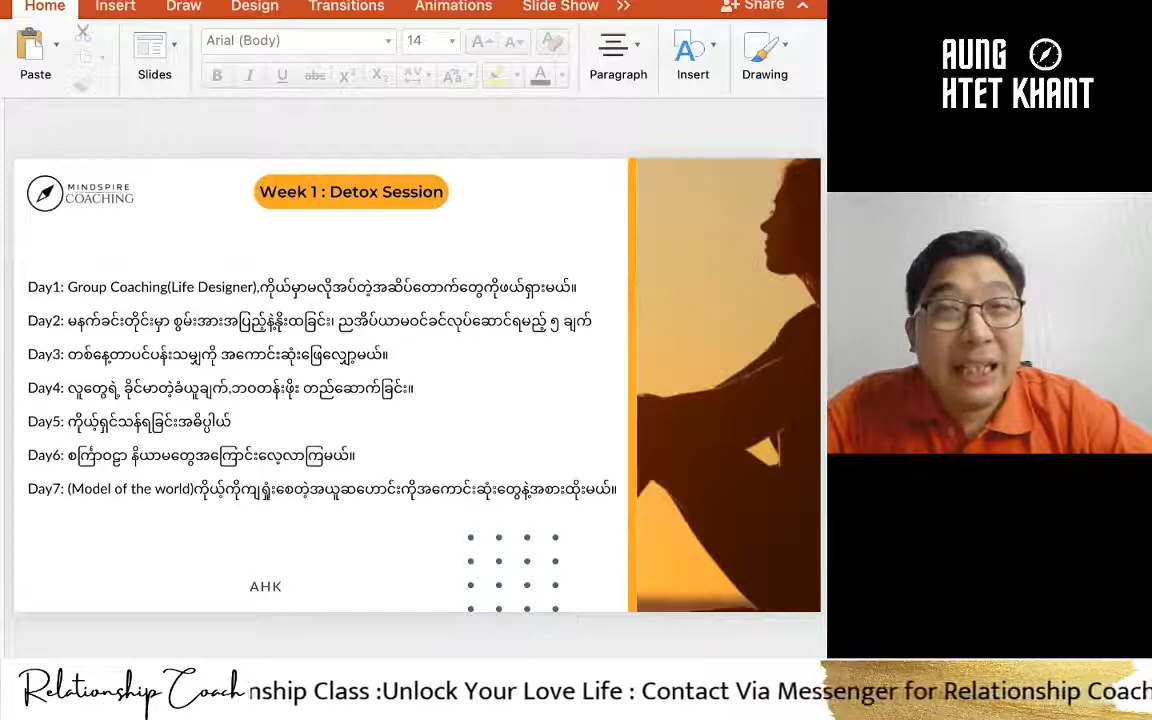 Home Insert Draw Design Transitions Animations Slide Show Share
Arial (Body) 14
Paste Slides Paragraph Insert Drawing
AUNG
HTET KHANT
MINDSPIRE
COACHING
Week 1 : Detox Session
Day1: Group Coaching(Life Designer),ကိုယ်မှာမလိုအပ်တဲ့အဆိပ်တောက်တွေကိုဖယ်ရှားမယ်။
Day2: မနက်ခင်းတိုင်းမှာ စွမ်းအားအပြည့်နဲ့နိုးထခြင်း၊ ညအိပ်ယာမဝင်ခင်လုပ်ဆောင်ရမည့် ၅ ချက်
Day3: တစ်နေ့တာပင်ပန်းသမျှကို အကောင်းဆုံးဖြေလျှော့မယ်။
Day4: လူတွေရဲ့ ခိုင်မာတဲ့ခံယူချက်,ဘဝတန်းဖိုး တည်ဆောက်ခြင်း။
Day5: ကိုယ့်ရှင်သန်ရခြင်းအဓိပ္ပါယ်
Day6: စင်္ကြာဝဠာ နိယာမတွေအကြောင်းလေ့လာကြမယ်။
Day7: (Model of the world)ကိုယ့်ကိုကျရှုံးစေတဲ့အယူဆဟောင်းကိုအကောင်းဆုံးတွေနဲ့အစားထိုးမယ်။
AHK
Relationship Coach nship Class :Unlock Your Love Life : Contact Via Messenger for Relationship Coach